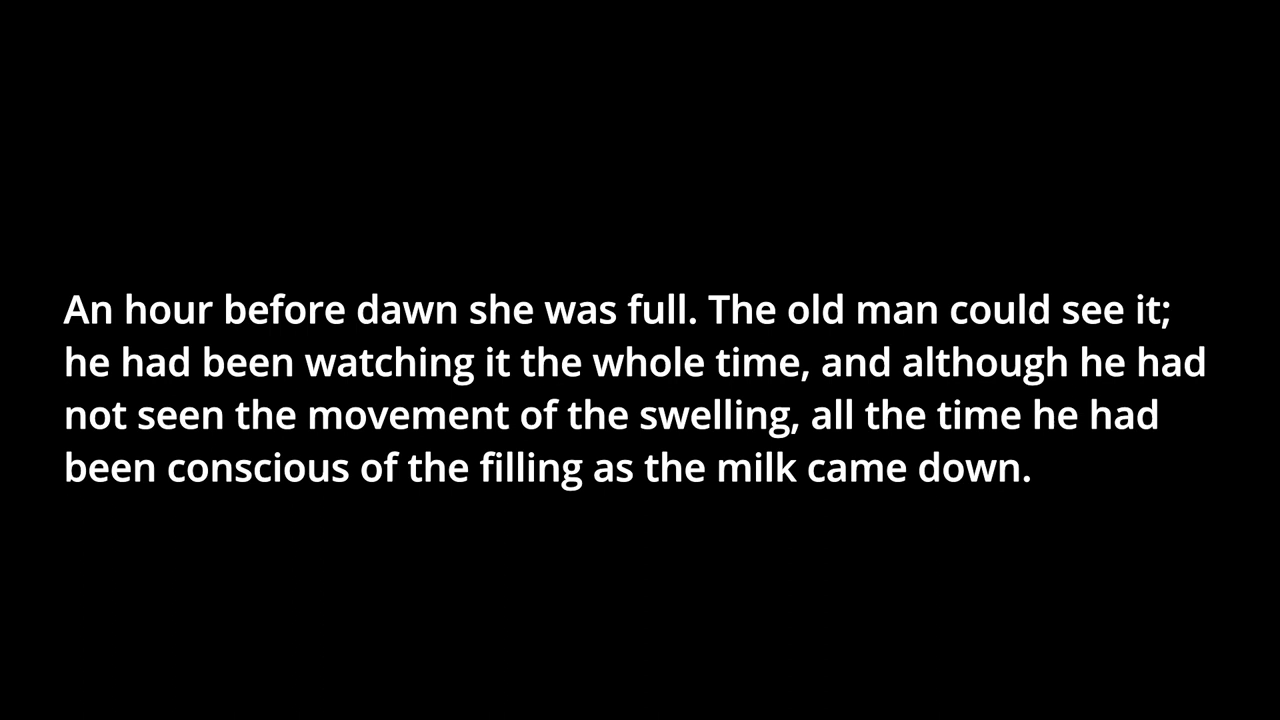 An hour before dawn she was full. The old man could see it;
he had been watching it the whole time, and although he had
not seen the movement of the swelling, all the time he had
been conscious of the filling as the milk came down.